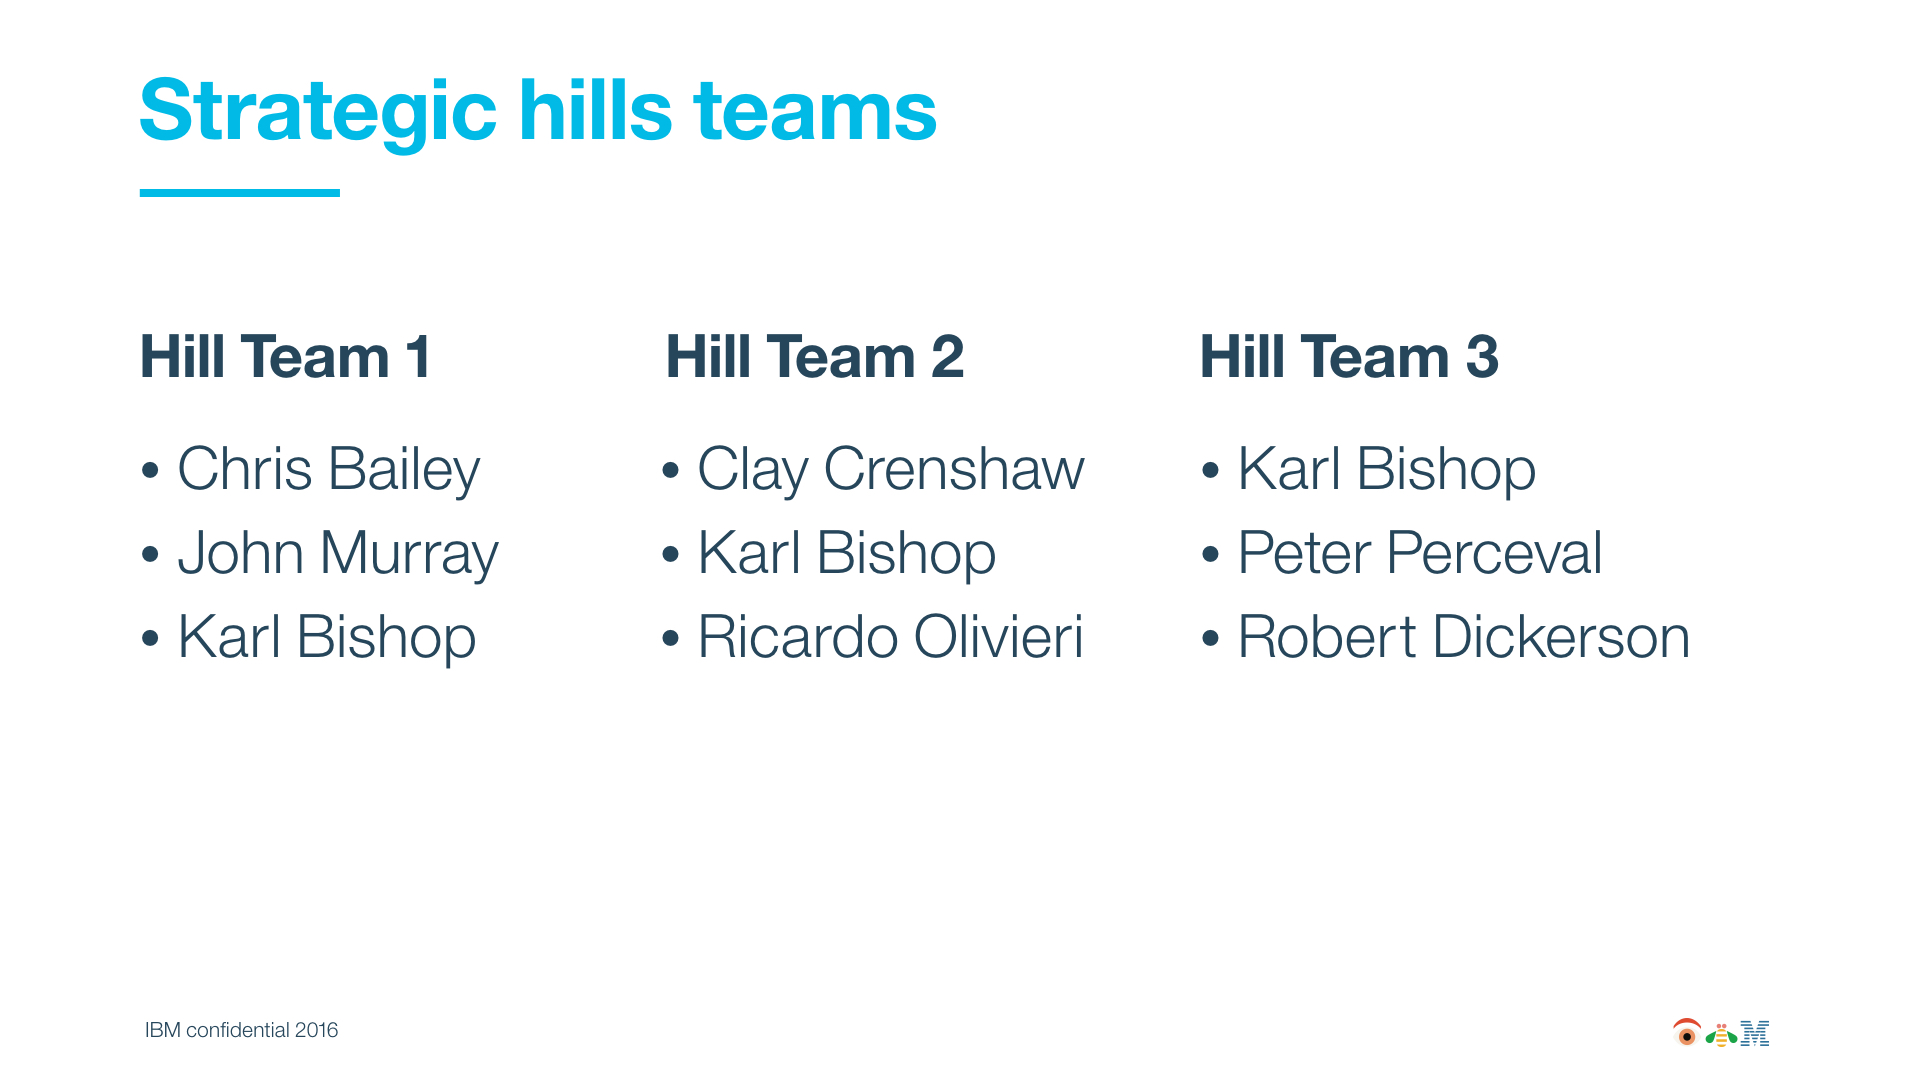 Strategic hills teams
Hill Team 1
• Chris Bailey
• John Murray
• Karl Bishop
Hill Team 2
• Clay Crenshaw
• Karl Bishop
• Ricardo Olivieri
Hill Team 3
• Karl Bishop
• Peter Perceval
• Robert Dickerson
IBM confidential 2016
M